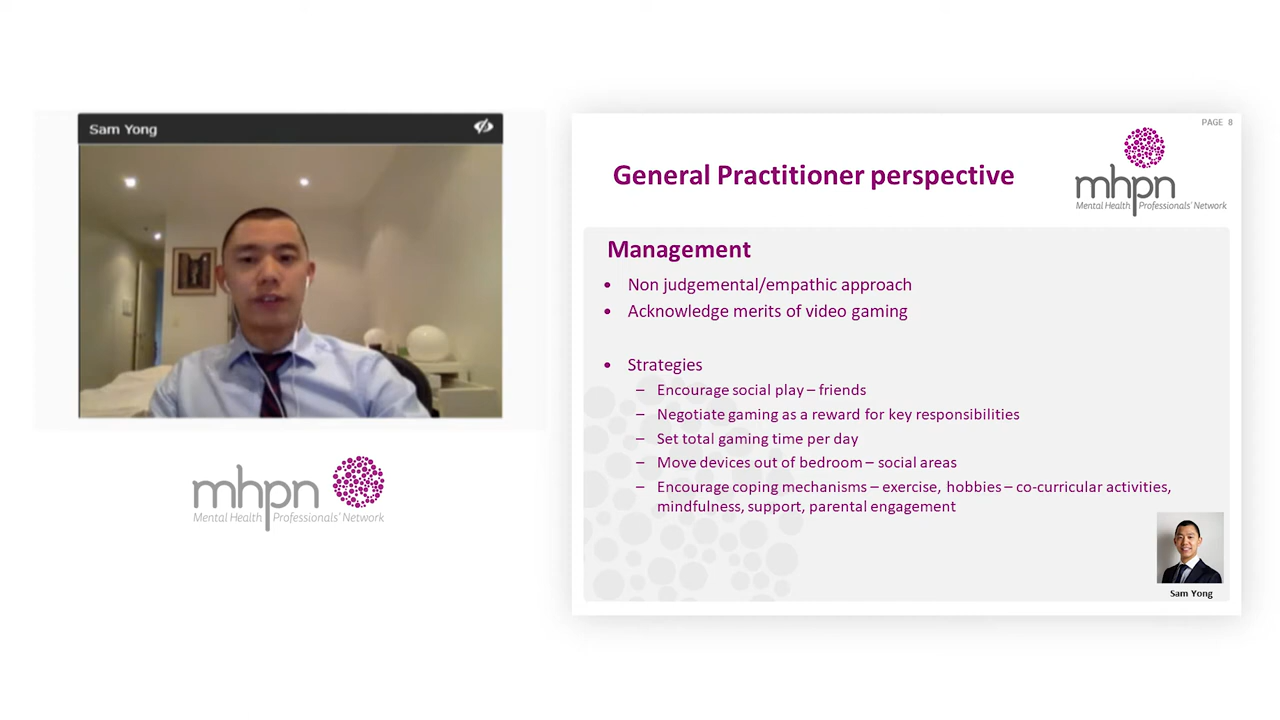 Sam Yong
mhpn
Mental Health Professionals' Network
PAGE 8
General Practitioner perspective
mhpn
Mental Health Professionals' Network
Management
• Non judgemental/empathic approach
• Acknowledge merits of video gaming
• Strategies
– Encourage social play – friends
– Negotiate gaming as a reward for key responsibilities
– Set total gaming time per day
– Move devices out of bedroom – social areas
– Encourage coping mechanisms – exercise, hobbies – co-curricular activities,
mindfulness, support, parental engagement
Sam Yong